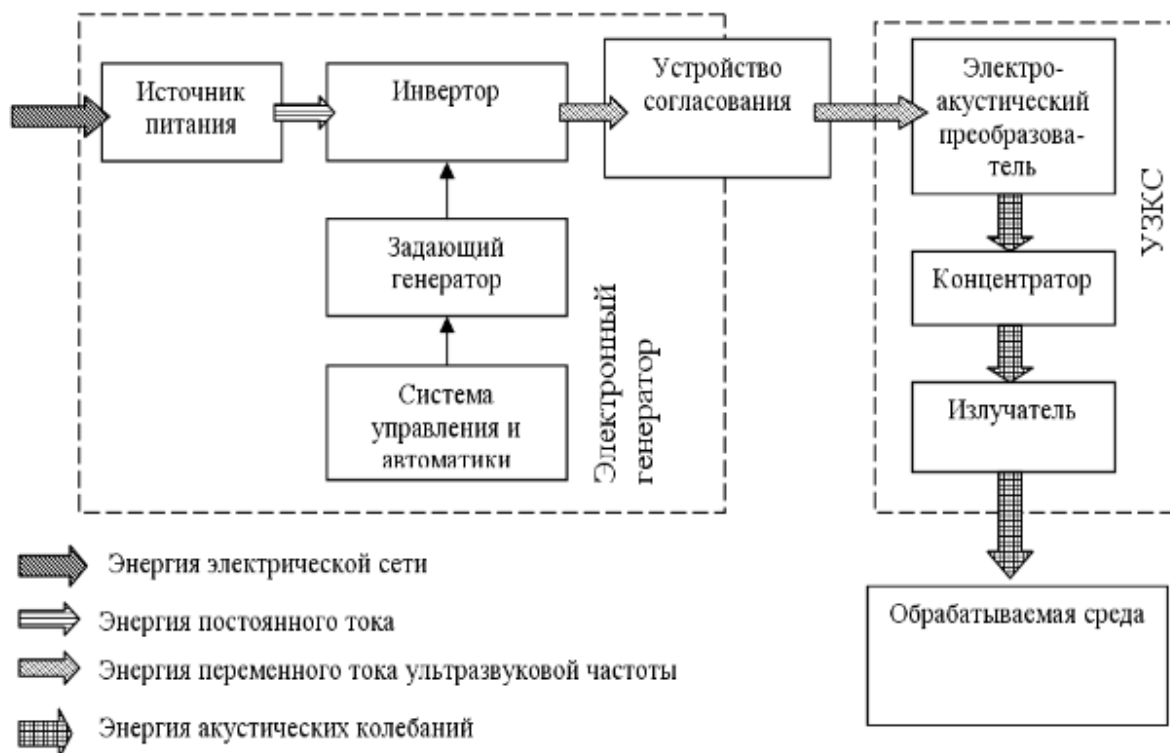 Источник
питания
Инвертор
Устройство
согласования
Электро-
акустический
преобразова-
тель
УЗКС
Задающий
генератор
Концентратор
Электронный
генератор
Система
управления и
автоматики
Излучатель
Энергия электрической сети
Энергия постоянного тока
Энергия переменного тока ультразвуковой частоты
Энергия акустических колебаний
Обрабатываемая среда